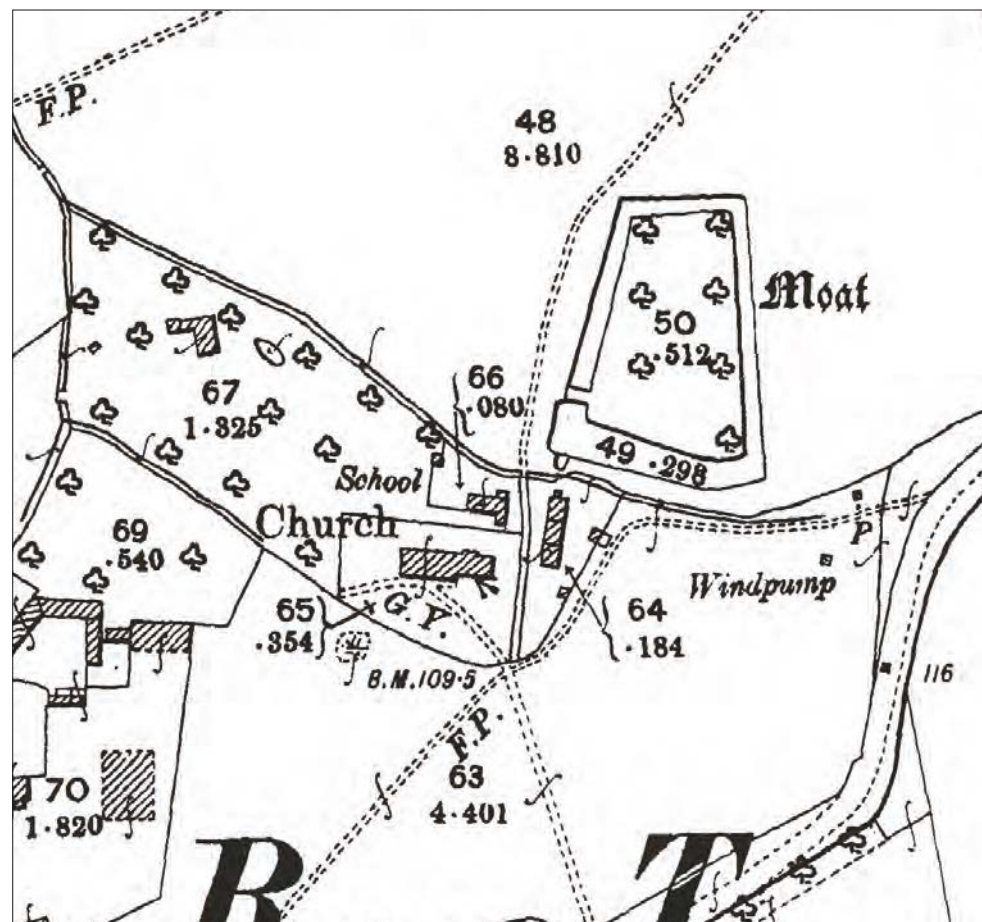 F.P.
48
8·810
Moat
50
·512
66
·080
67
1·325
49 ·298
School
Church
69
·540
P
Windpump
65
·354
G. Y.
64
·184
B.M.109·5
116
F.P.
63
4·401
70
1·820
B T